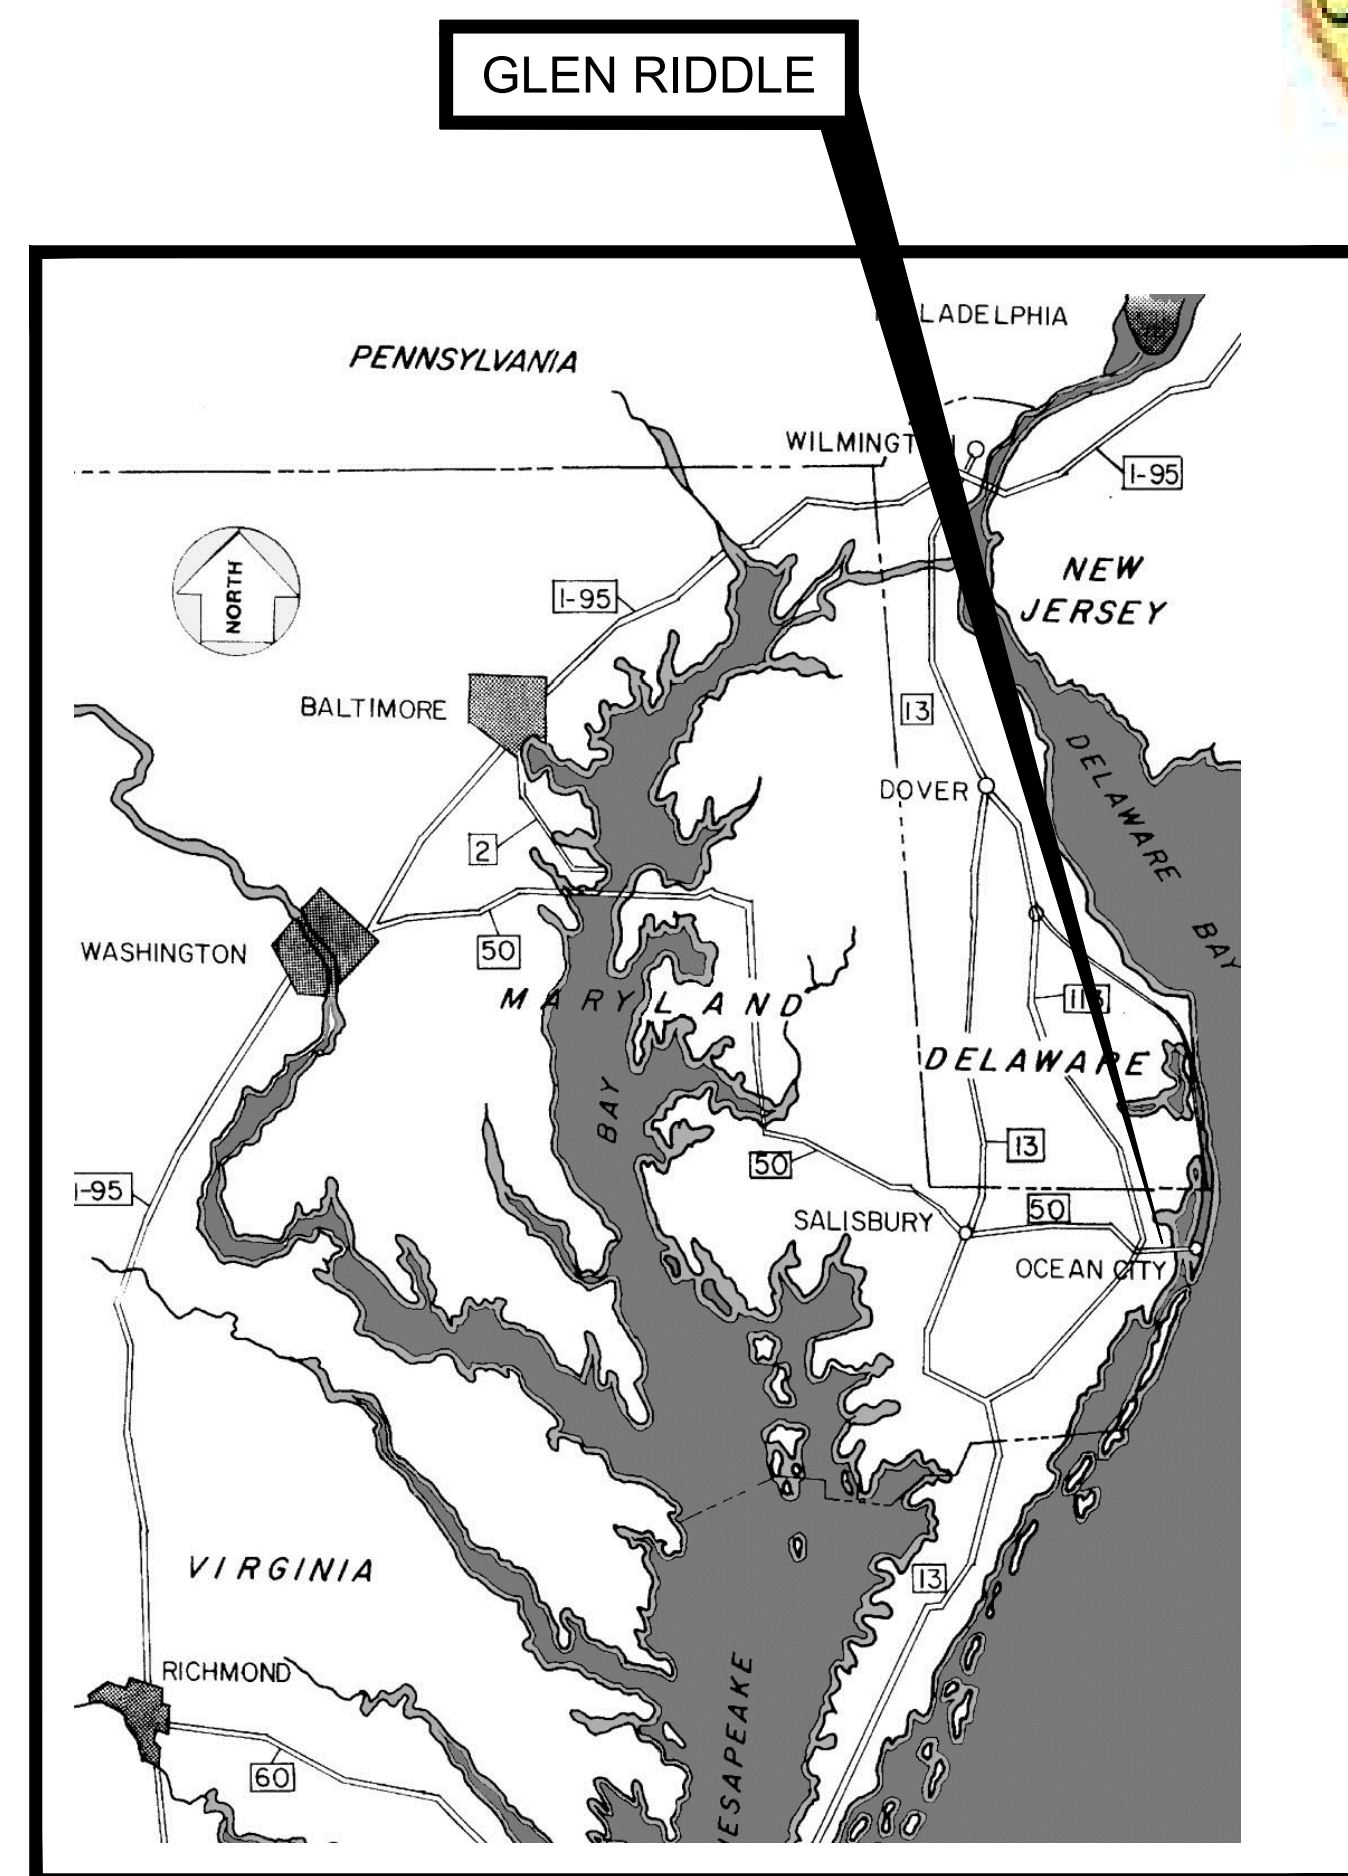 GLEN RIDDLE
LADELPHIA
PENNSYLVANIA
WILMINGT N
I-95
NEW
JERSEY
NORTH
I-95
BALTIMORE
13
DELAWARE
BAY
DOVER
2
WASHINGTON
50
MARYLAND
113
DELAWARE
BAY
13
50
I-95
50
SALISBURY
OCEAN CITY
VIRGINIA
13
RICHMOND
ESAPEAKE
60